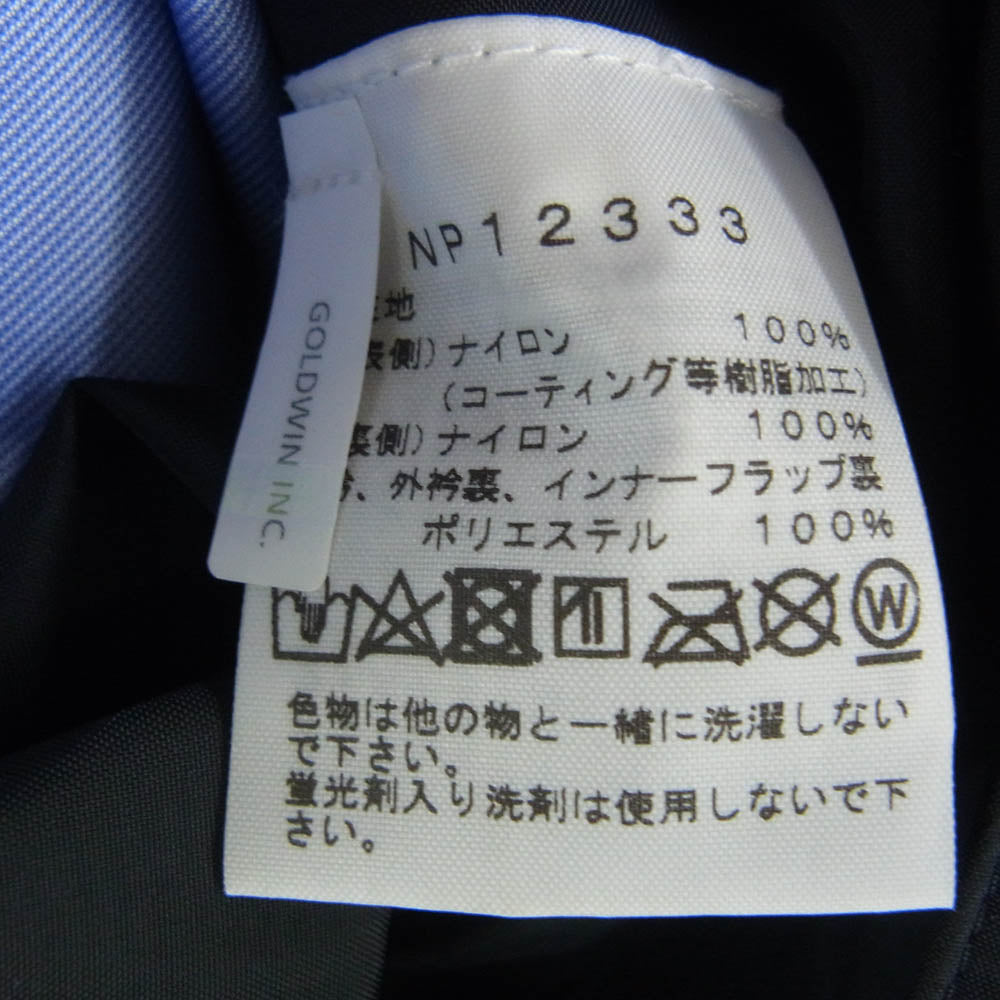 NP12333
GOLDWIN INC.
地
側)ナイロン 100%
(コーティング等樹脂加工)
裏側)ナイロン 100%
、外衿裏、インナーフラップ裏
ポリエステル 100%
W
色物は他の物と一緒に洗濯しない
で下さい。
蛍光剤入り洗剤は使用しないで下
さい。